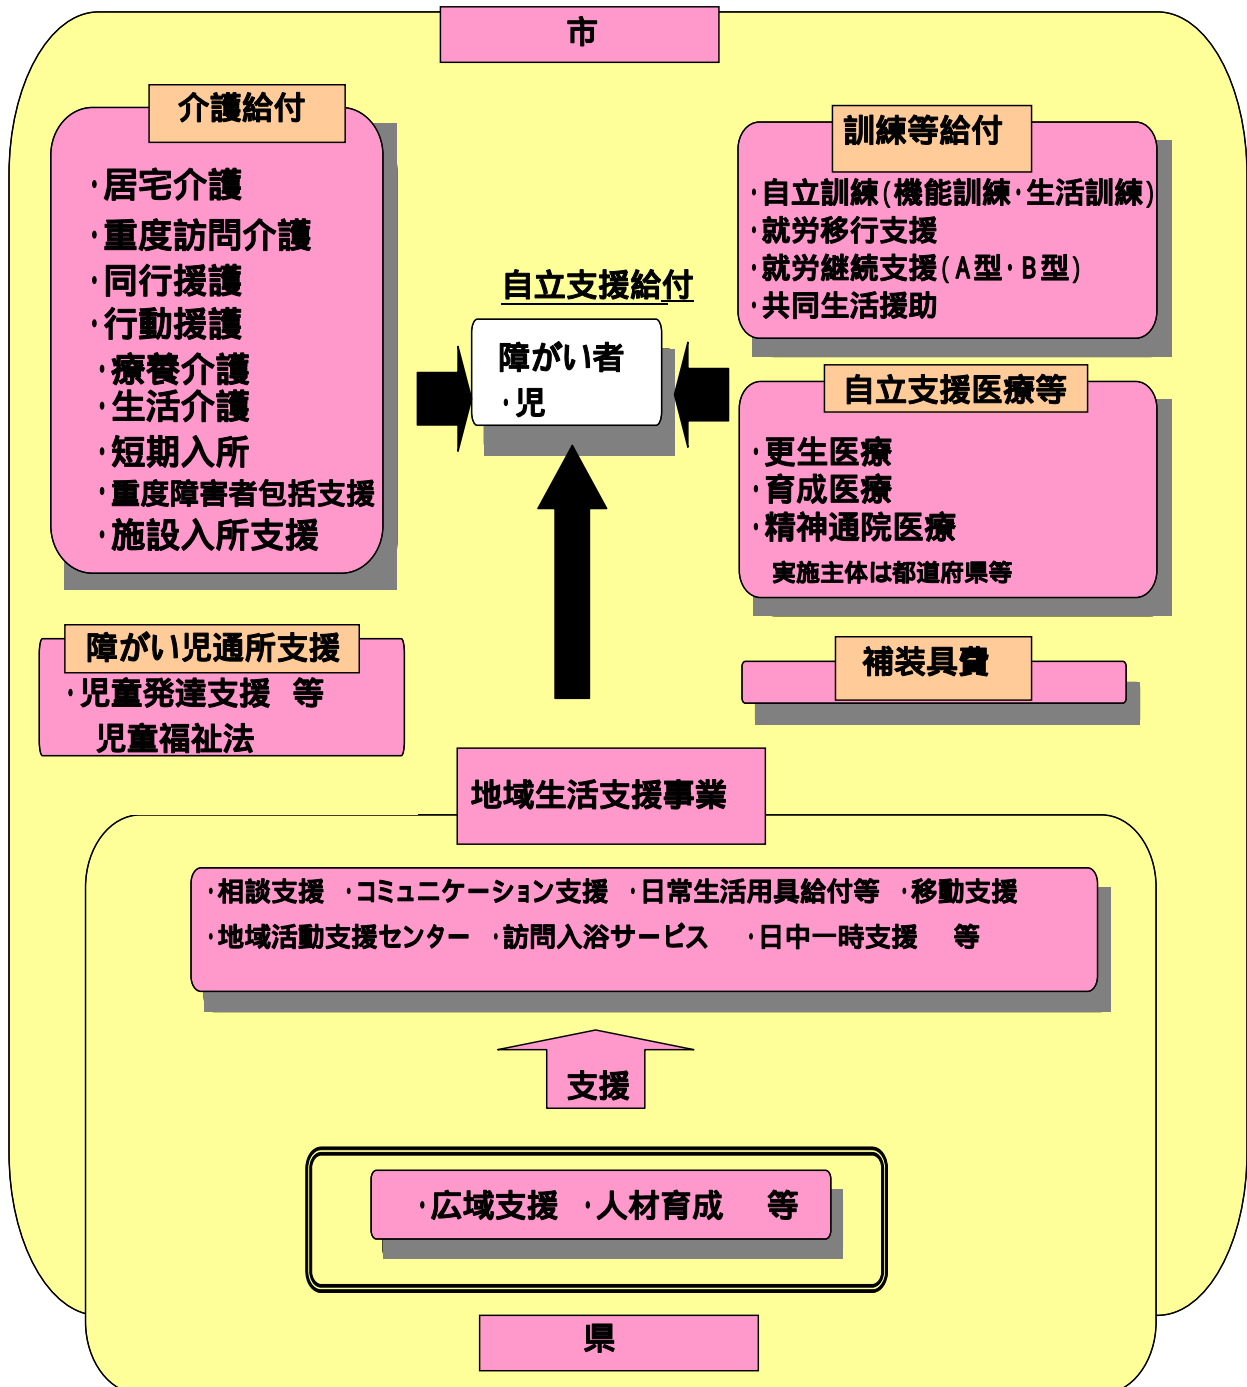 市
介護給付
・居宅介護
・重度訪問介護
・同行援護
・行動援護
・療養介護
・生活介護
・短期入所
・重度障害者包括支援
・施設入所支援
障がい児通所支援
・児童発達支援 等
児童福祉法
自立支援給付
障がい者
・児
訓練等給付
・自立訓練(機能訓練・生活訓練)
・就労移行支援
・就労継続支援(A型・B型)
・共同生活援助
自立支援医療等
・更生医療
・育成医療
・精神通院医療
実施主体は都道府県等
補装具費
地域生活支援事業
・相談支援 ・コミュニケーション支援 ・日常生活用具給付等 ・移動支援
・地域活動支援センター ・訪問入浴サービス ・日中一時支援 等
支援
・広域支援 ・人材育成 等
県